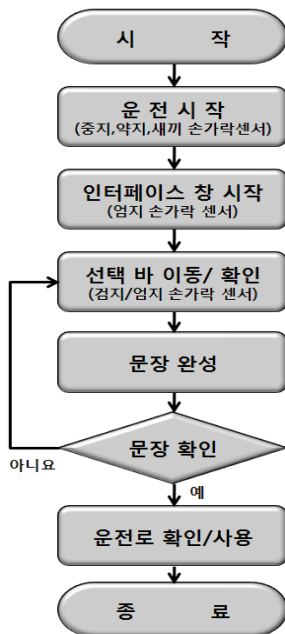 시 작
운 전 시 작
(중지,약지,새끼 손가락센서)
인터페이스 창 시작
(엄지 손가락 센서)
선택 바 이동/ 확인
(검지/엄지 손가락 센서)
문장 완성
문장 확인
아니요
예
운전로 확인/사용
종 료